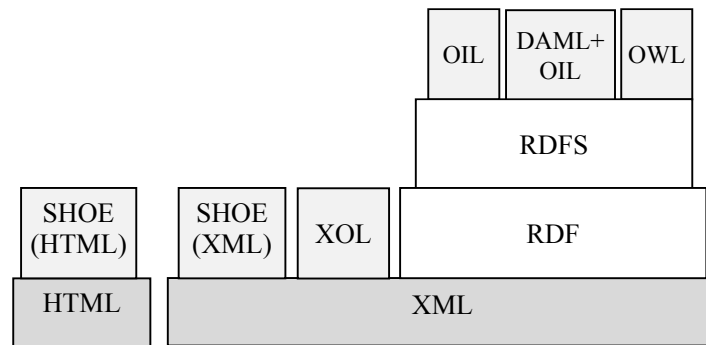 OIL
DAML+
OIL
OWL
RDFS
SHOE
(HTML)
SHOE
(XML)
XOL
RDF
HTML
XML